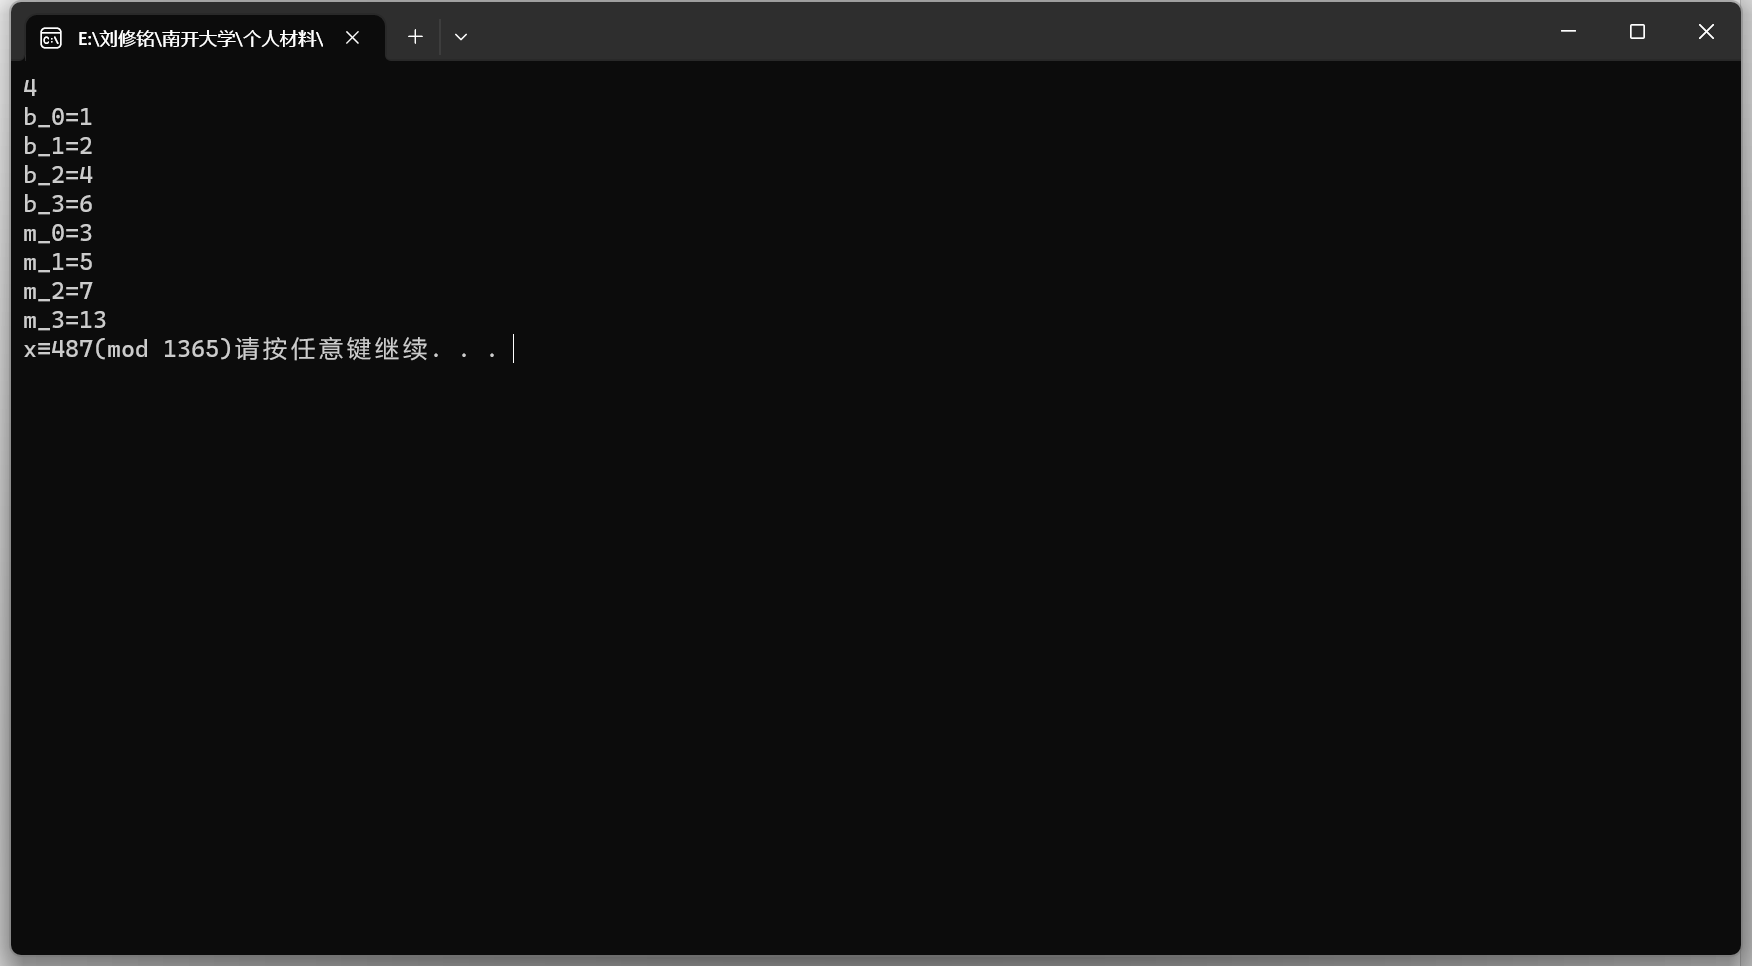 E:\刘修铭\南开大学\个人材料\
4
b_0=1
b_1=2
b_2=4
b_3=6
m_0=3
m_1=5
m_2=7
m_3=13
x≡487(mod 1365)请按任意键继续. . .